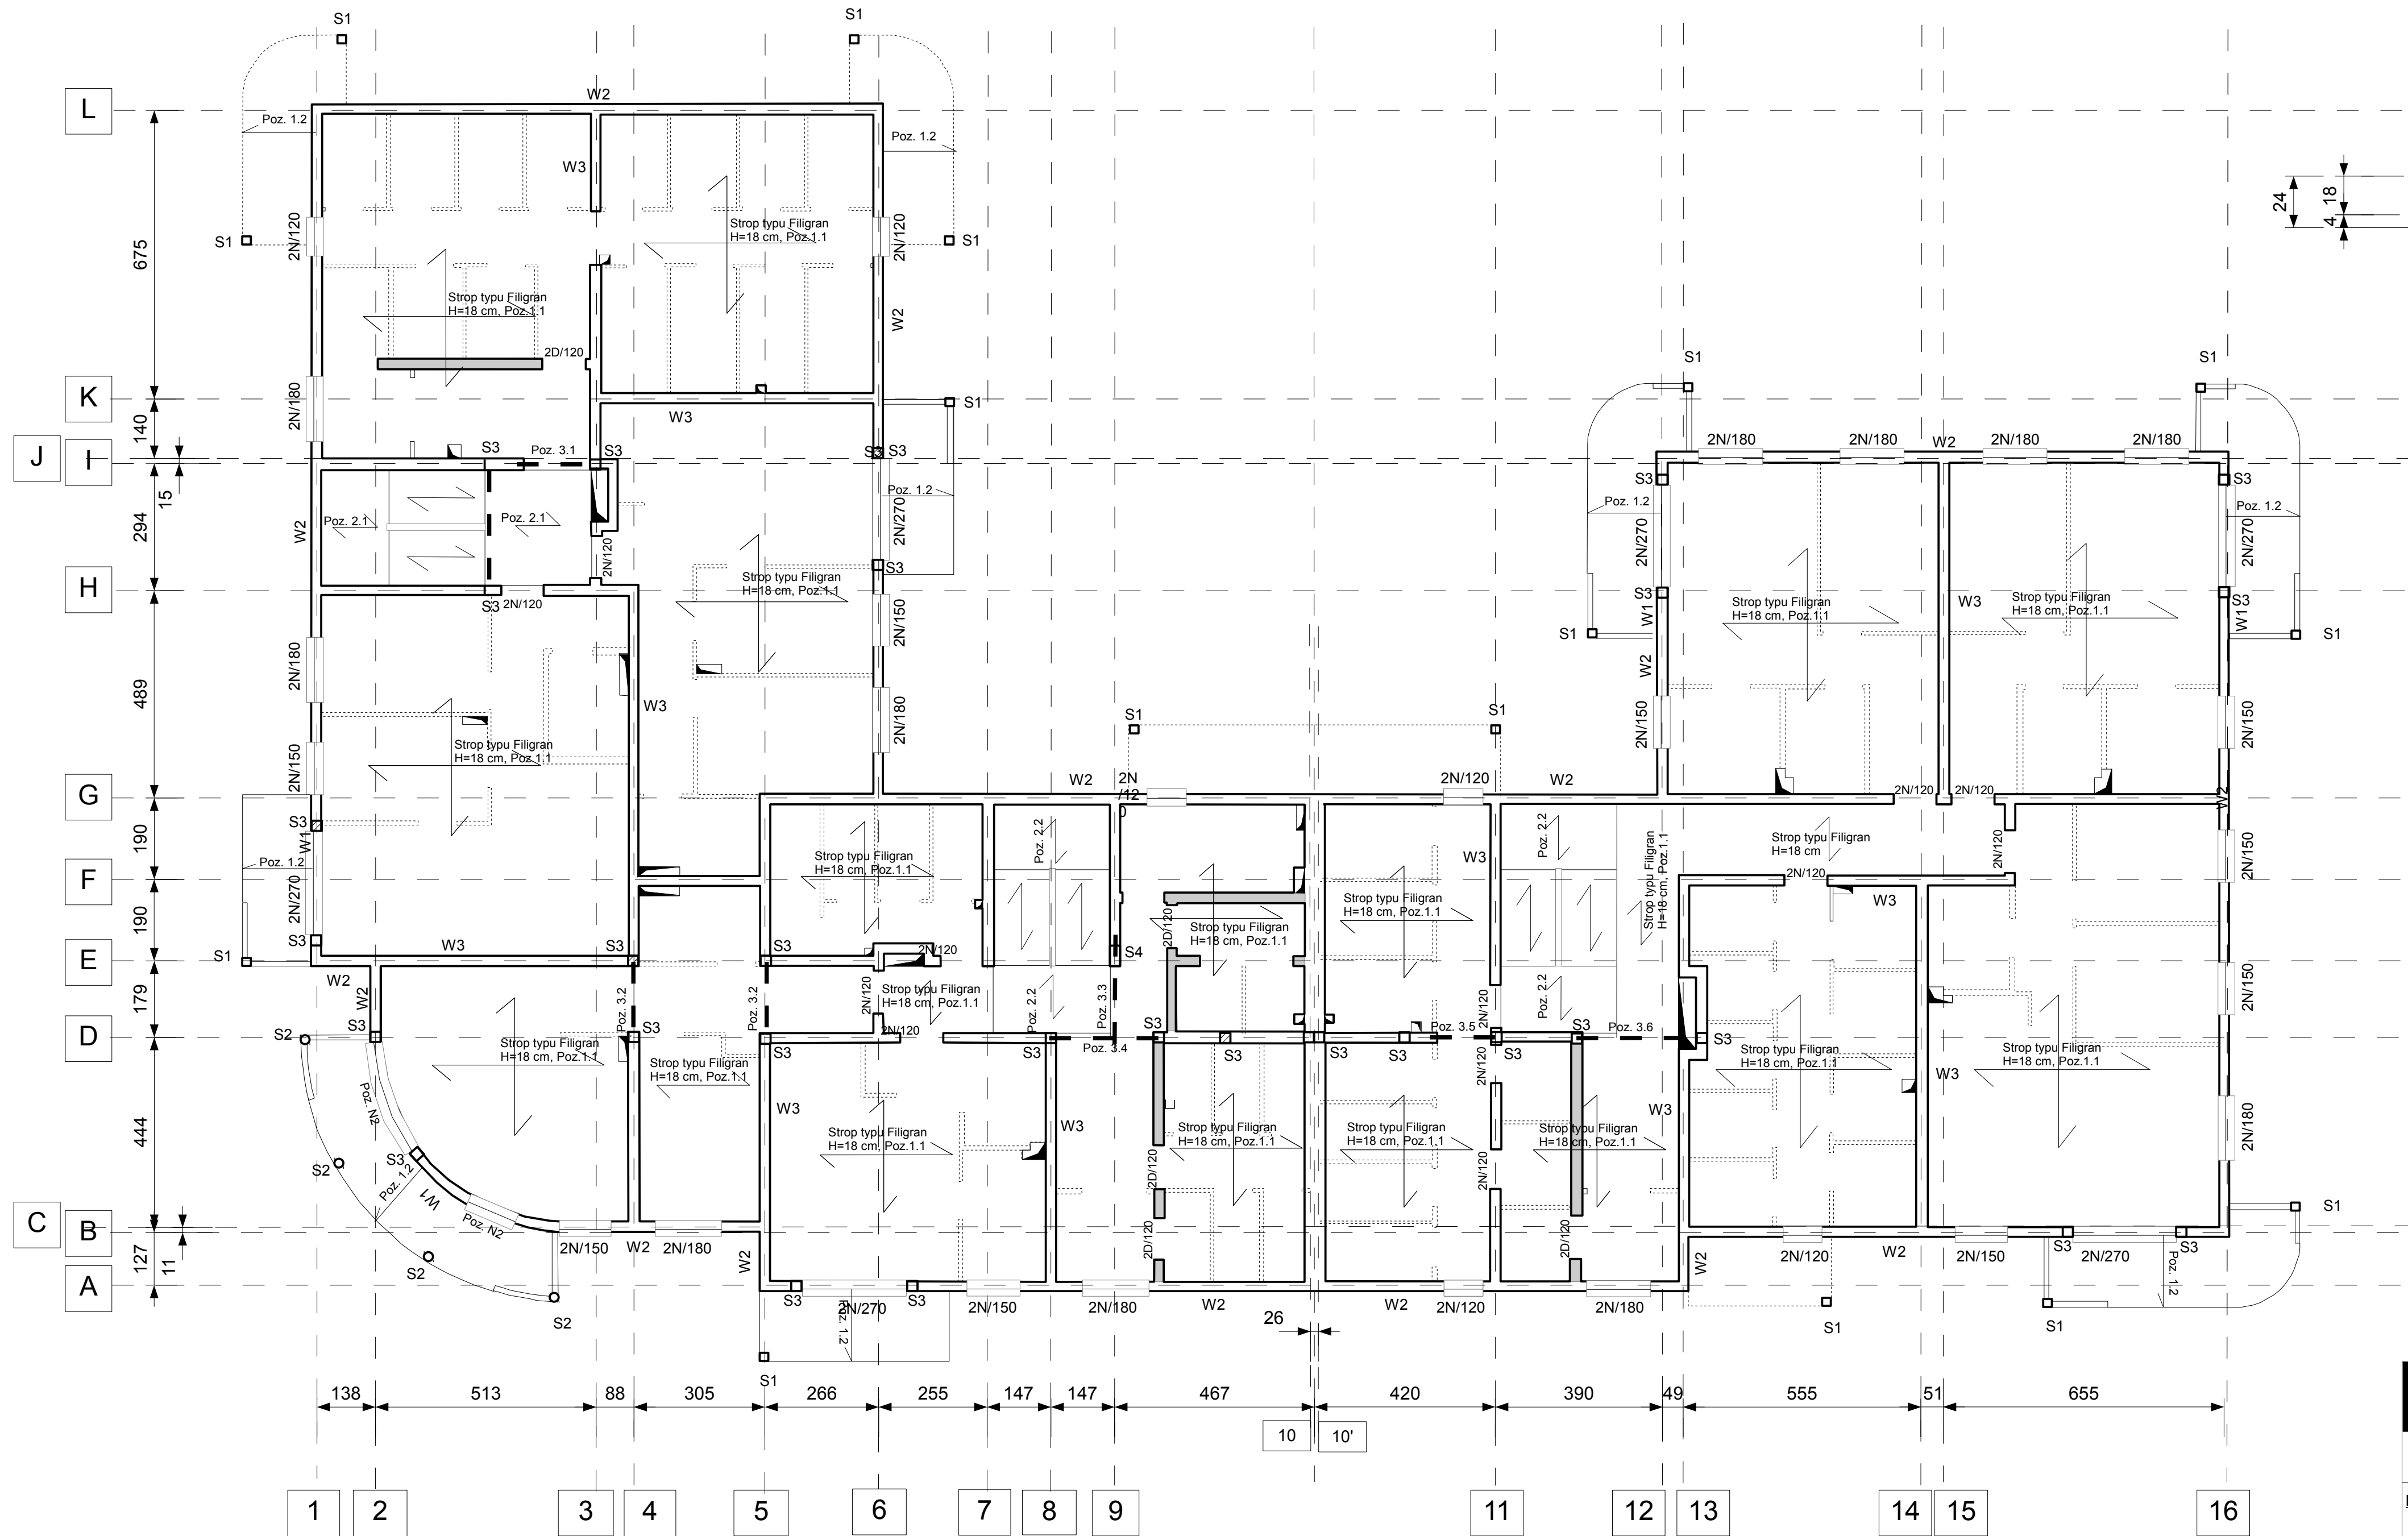 S1
S1
L
W2
Poz. 1.2
Poz. 1.2
W3
24
18
4
675
S1
2N/120
Strop typu Filigran
H=18 cm, Poz.1.1
2N/120
S1
Strop typu Filigran
H=18 cm, Poz.1.1
W2
2D/120
S1
S1
K
2N/180
S1
W3
140
J
I
S3
Poz. 3.1
S3
S3
S3
2N/180
2N/180
W2
2N/180
2N/180
15
S3
S3
Poz. 1.2
Poz. 1.2
Poz. 1.2
294
W2
Poz. 2.1
Poz. 2.1
2N/270
2N/270
2N/270
2N/120
S3
H
S3
2N/120
Strop typu Filigran
H=18 cm, Poz.1.1
S3
S3
W1
Strop typu Filigran
H=18 cm, Poz.1.1
W3
Strop typu Filigran
H=18 cm, Poz.1.1
W1
2N/150
S1
S1
489
2N/180
W2
W3
2N/180
S1
S1
2N/150
2N/150
2N/150
Strop typu Filigran
H=18 cm, Poz.1.1
G
W2
2N
/12
0
2N/120
W2
2N/120
2N/120
W2
190
S3
W1
Poz. 2.2
Poz. 2.2
Strop typu Filigran
H=18 cm, Poz.1.1
Strop typu Filigran
H=18 cm
2N/120
2N/150
Poz. 1.2
Strop typu Filigran
H=18 cm, Poz.1.1
W3
F
2N/120
190
2N/270
W3
Strop typu Filigran
H=18 cm, Poz.1.1
2D/120
Strop typu Filigran
H=18 cm, Poz.1.1
S3
W3
S3
S3
2N/120
S4
E
S1
W2
179
W2
Poz. 3.2
Poz. 3.2
2N/120
Strop typu Filigran
H=18 cm, Poz.1.1
Poz. 2.2
Poz. 3.3
2N/120
Poz. 2.2
2N/150
D
S2
S3
S3
2N/120
S3
S3
Poz. 3.4
S3
S3
S3
S3
Poz. 3.5
S3
S3
Poz. 3.6
S3
Strop typu Filigran
H=18 cm, Poz.1.1
Strop typu Filigran
H=18 cm, Poz.1.1
2N/120
Strop typu Filigran
H=18 cm, Poz.1.1
W3
Strop typu Filigran
H=18 cm, Poz.1.1
444
Poz. N2
W3
Strop typu Filigran
H=18 cm, Poz.1.1
W3
Strop typu Filigran
H=18 cm, Poz.1.1
Strop typu Filigran
H=18 cm, Poz.1.1
Strop typu Filigran
H=18 cm, Poz.1.1
W3
2N/180
S2
S3
Poz. 1.2
W1
2D/120
2N/120
C
B
Poz. N2
2N/150
W2
2N/180
2D/120
2D/120
S1
127
11
W2
W2
2N/120
W2
2N/150
S3
2N/270
S3
S2
A
S3
2N/270
S3
2N/150
2N/180
W2
W2
2N/120
2N/180
Poz. 1.2
S2
Poz. 1.2
26
S1
S1
S1
138
513
88
305
266
255
147
147
467
420
390
49
555
51
655
10
10'
1
2
3
4
5
6
7
8
9
11
12
13
14
15
16